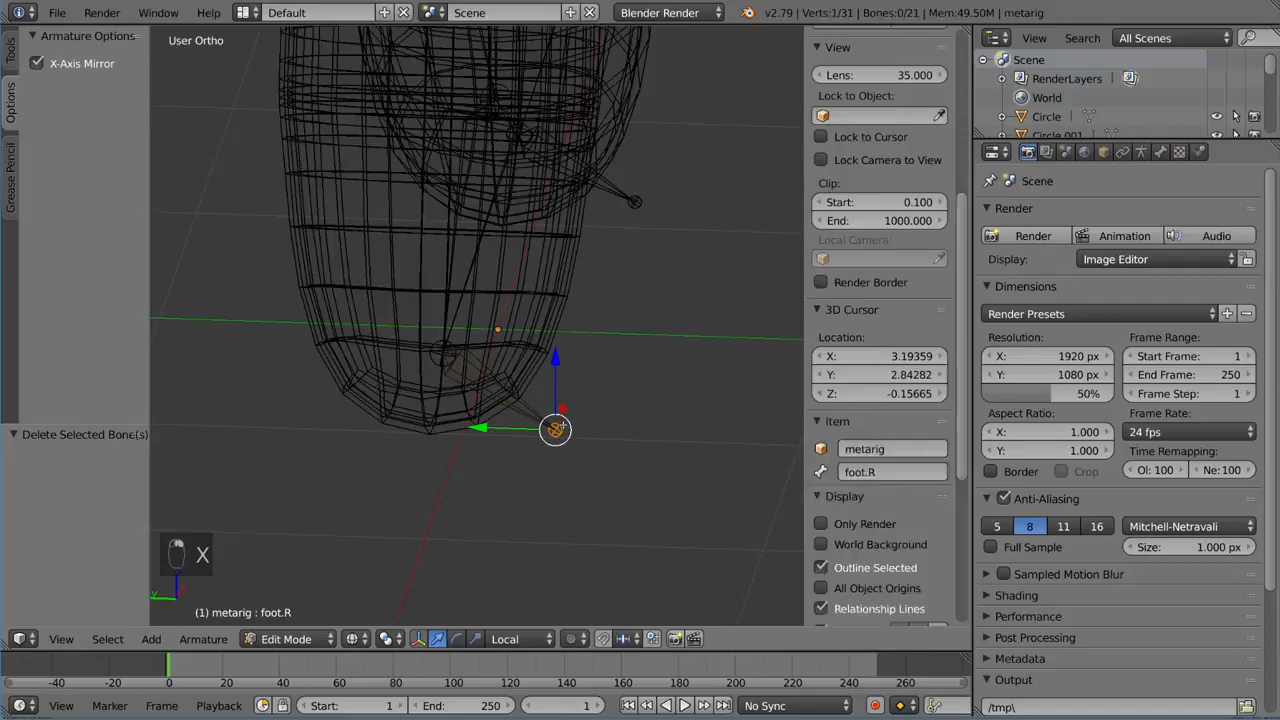 File Render Window Help Default Scene Blender Render v2.79 | Verts:1/31 | Bones:0/21 | Mem:49.50M | metarig
Armature Options
X-Axis Mirror
Tools
Options
Grease Pencil
Delete Selected Bone(s)
User Ortho
X
(1) metarig : foot.R
View
Lens: 35.000
Lock to Object:
Lock to Cursor
Lock Camera to View
Clip:
Start: 0.100
End: 1000.000
Local Camera:
Render Border
3D Cursor
Location:
X: 3.19359
Y: 2.84282
Z: -0.15665
Item
metarig
foot.R
Display
Only Render
World Background
Outline Selected
All Object Origins
Relationship Lines
View Search All Scenes
Scene
RenderLayers
World
Circle
Circle.001
Scene
Render
Render Animation Audio
Display: Image Editor
Dimensions
Render Presets
Resolution: Frame Range:
X: 1920 px Start Frame: 1
Y: 1080 px End Frame: 250
50% Frame Step: 1
Aspect Ratio: Frame Rate:
X: 1.000 24 fps
Y: 1.000 Time Remapping:
Border Crop Ol: 100 Ne: 100
Anti-Aliasing
5 8 11 16 Mitchell-Netravali
Full Sample Size: 1.000 px
Sampled Motion Blur
Shading
Performance
Post Processing
Metadata
Output
/tmp\
View Select Add Armature Edit Mode Local
-40 -20 0 20 40 60 80 100 120 140 160 180 200 220 240 260
View Marker Frame Playback Start: 1 End: 250 1 No Sync